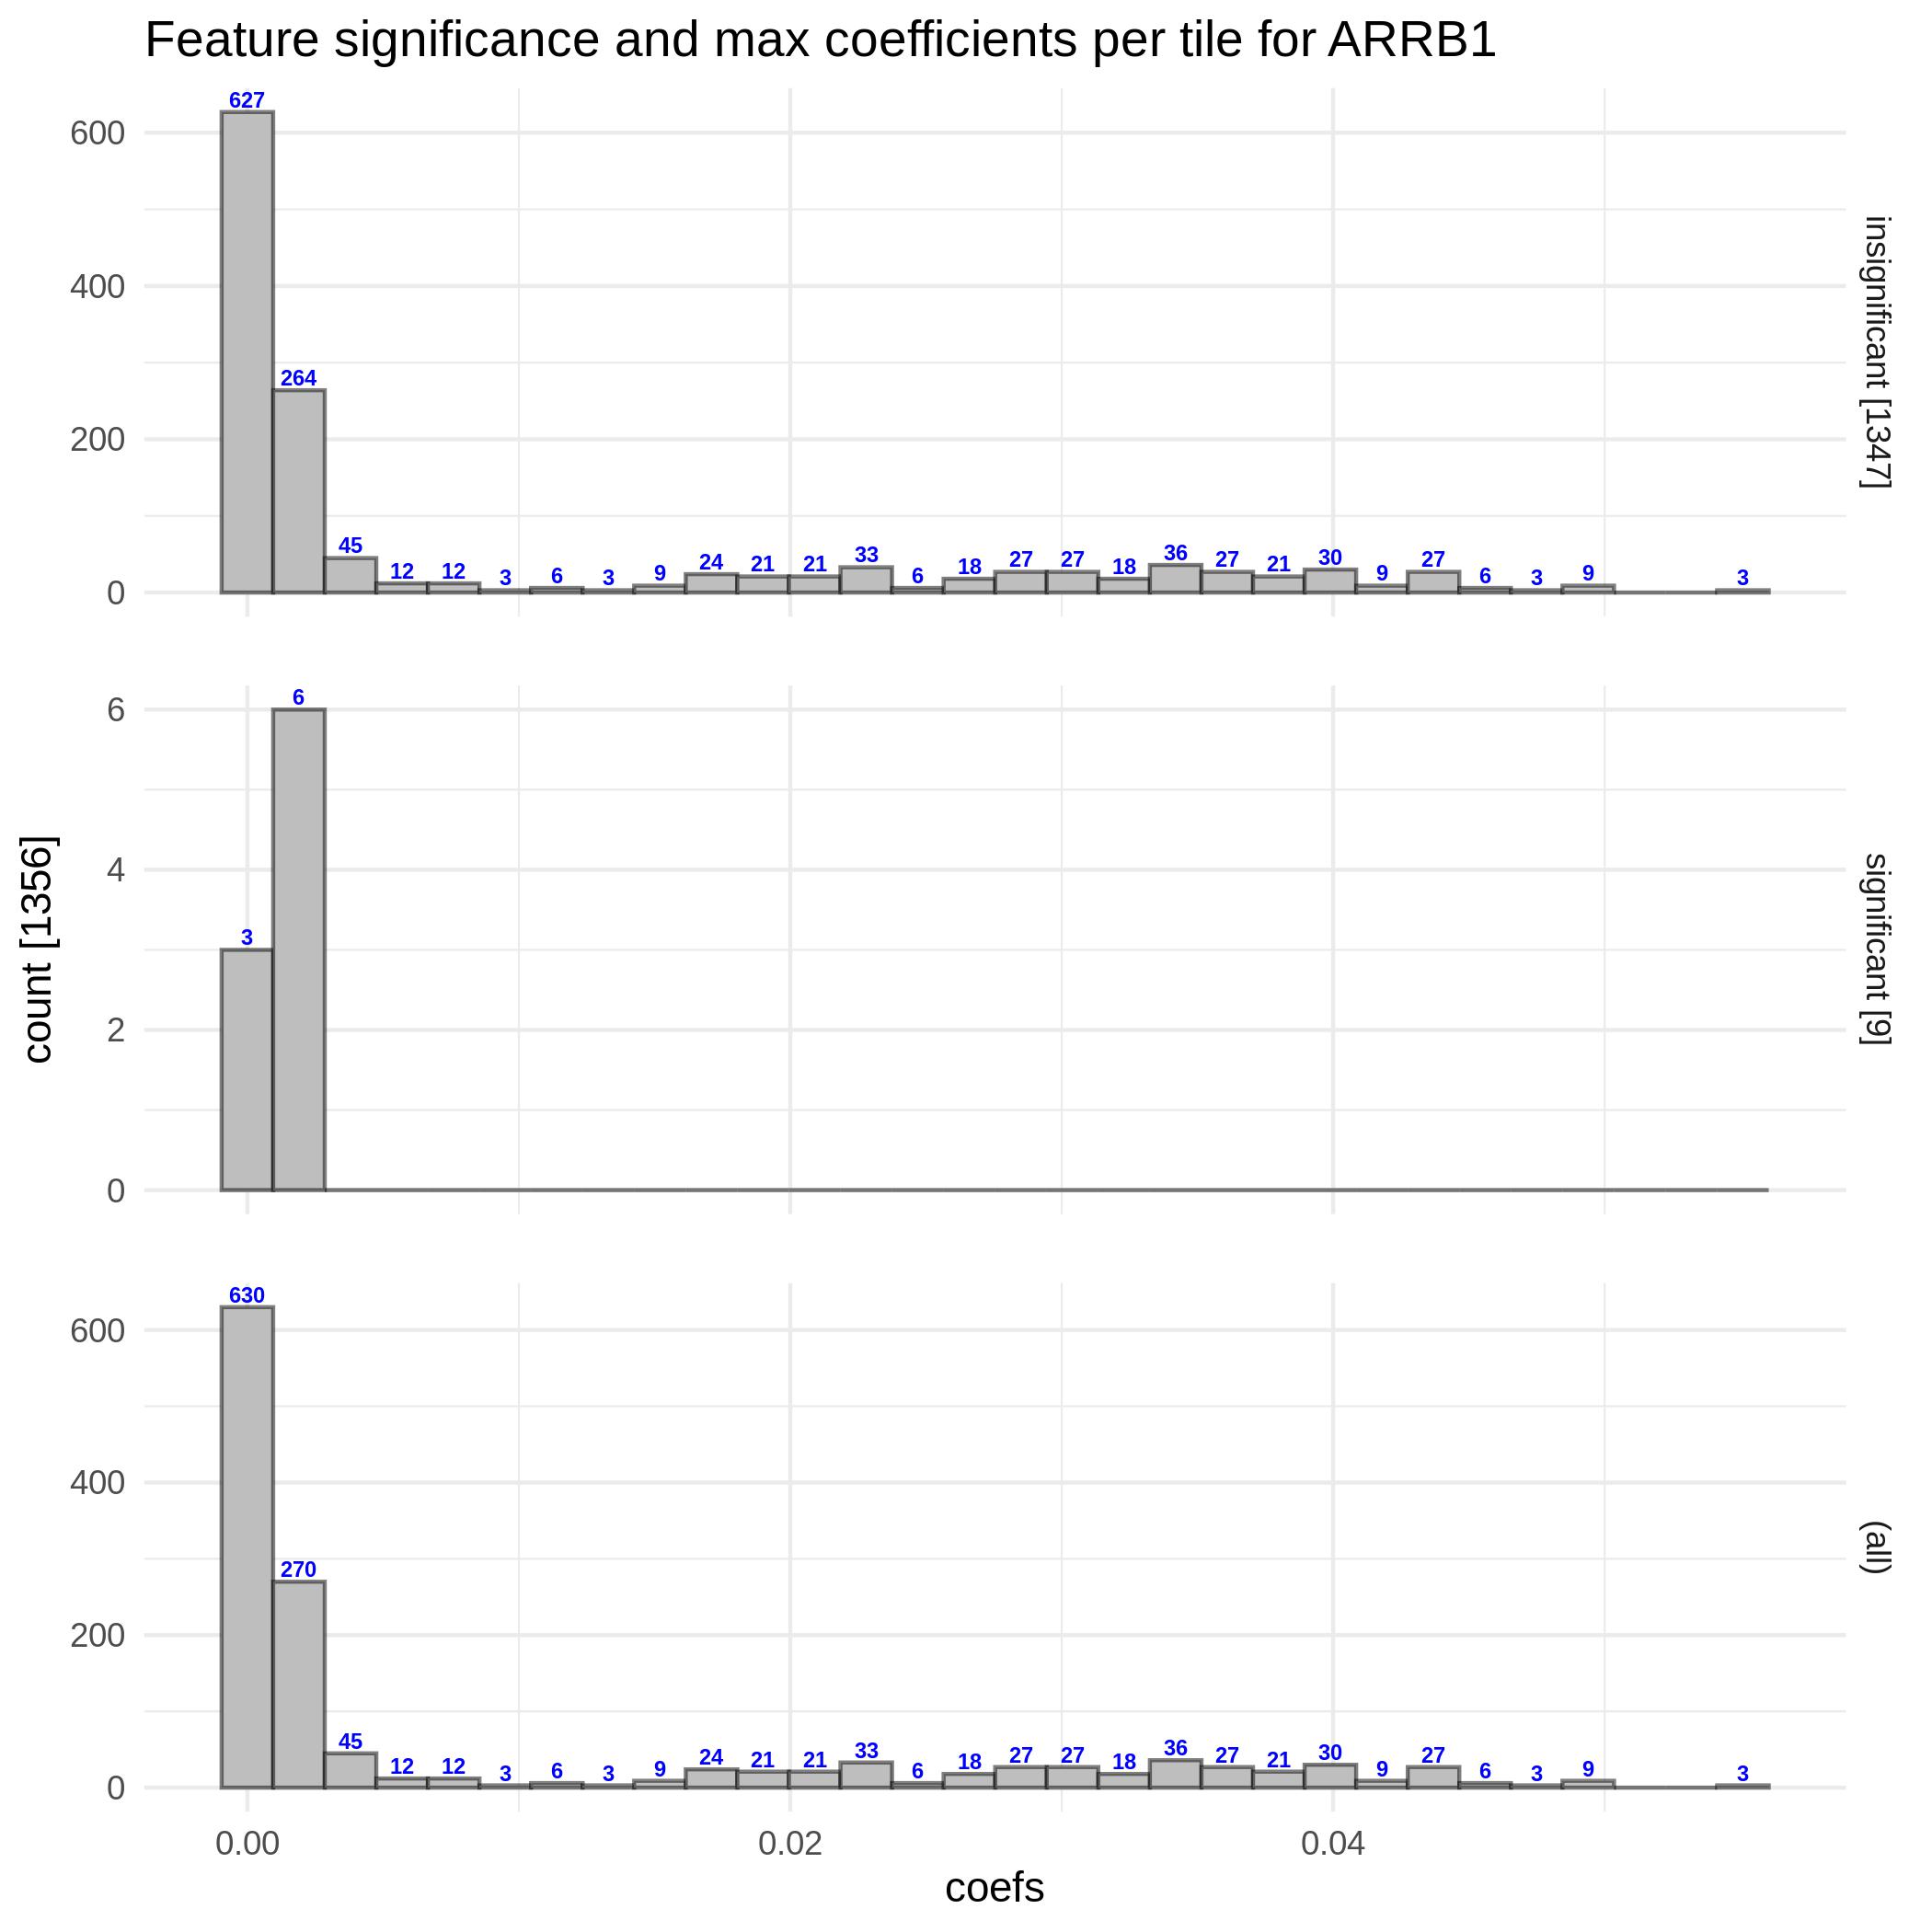 Feature significance and max coefficients per tile for ARRB1
627
600
400
264
200
45 12 12 3 6 3 9 24 21 21 33 6 18 27 27 18 36 27 21 30 9 27 6 3 9 3
0
insignificant [1347]
6
6
4
3
2
0
significant [9]
count [1356]
630
600
400
270
200
45 12 12 3 6 3 9 24 21 21 33 6 18 27 27 18 36 27 21 30 9 27 6 3 9 3
0
(all)
0.00 0.02 0.04
coefs